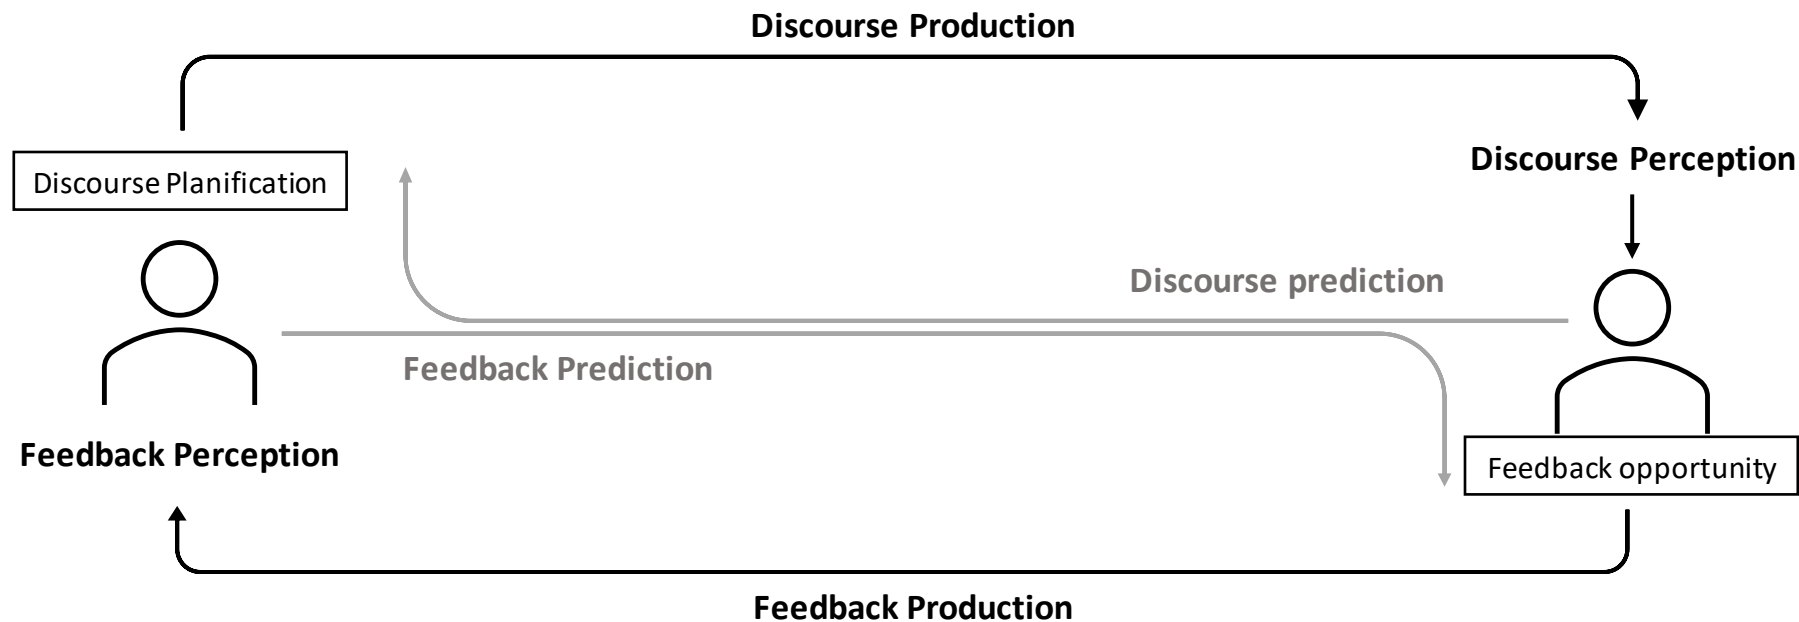 Discourse Production
Discourse Perception
Discourse Planification
Discourse prediction
Feedback Prediction
Feedback Perception
Feedback opportunity
Feedback Production